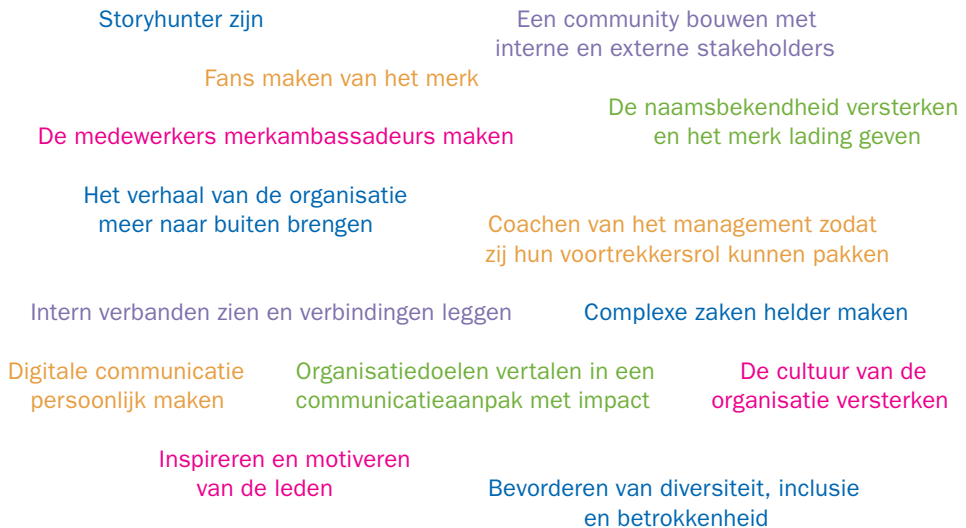 Storyhunter zijn
Een community bouwen met
interne en externe stakeholders
Fans maken van het merk
De naamsbekendheid versterken
en het merk lading geven
De medewerkers merkambassadeurs maken
Het verhaal van de organisatie
meer naar buiten brengen
Coachen van het management zodat
zij hun voortrekkersrol kunnen pakken
Intern verbanden zien en verbindingen leggen
Complexe zaken helder maken
Digitale communicatie
persoonlijk maken
Organisatiedoelen vertalen in een
communicatieaanpak met impact
De cultuur van de
organisatie versterken
Inspireren en motiveren
van de leden
Bevorderen van diversiteit, inclusie
en betrokkenheid